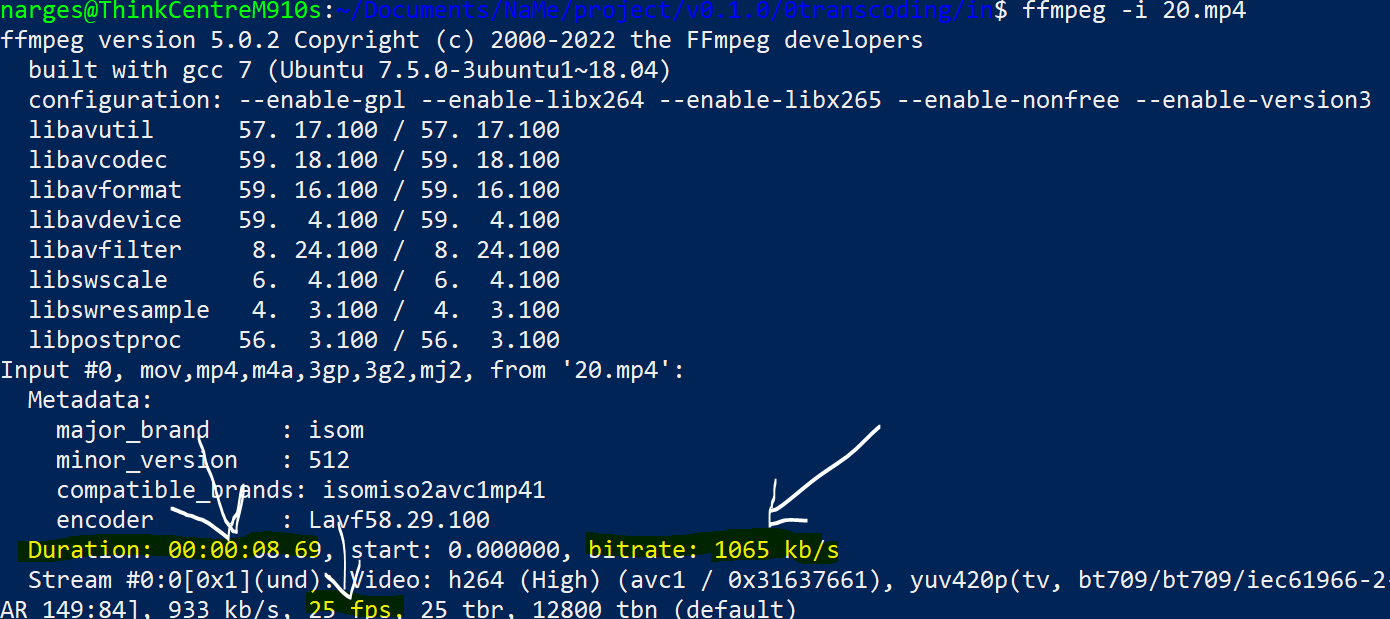 narges@ThinkCentreM910s:~/Documents/NaMe/project/v0.1.0/0transcoding/in$ ffmpeg -i 20.mp4
ffmpeg version 5.0.2 Copyright (c) 2000-2022 the FFmpeg developers
  built with gcc 7 (Ubuntu 7.5.0-3ubuntu1~18.04)
  configuration: --enable-gpl --enable-libx264 --enable-libx265 --enable-nonfree --enable-version3
  libavutil      57. 17.100 / 57. 17.100
  libavcodec     59. 18.100 / 59. 18.100
  libavformat    59. 16.100 / 59. 16.100
  libavdevice    59.  4.100 / 59.  4.100
  libavfilter     8. 24.100 /  8. 24.100
  libswscale      6.  4.100 /  6.  4.100
  libswresample   4.  3.100 /  4.  3.100
  libpostproc    56.  3.100 / 56.  3.100
Input #0, mov,mp4,m4a,3gp,3g2,mj2, from '20.mp4':
  Metadata:
    major_brand     : isom
    minor_version   : 512
    compatible_brands: isomiso2avc1mp41
    encoder         : Lavf58.29.100
  Duration: 00:00:08.69, start: 0.000000, bitrate: 1065 kb/s
  Stream #0:0[0x1](und): Video: h264 (High) (avc1 / 0x31637661), yuv420p(tv, bt709/bt709/iec61966-2-
AR 149:84], 933 kb/s, 25 fps, 25 tbr, 12800 tbn (default)